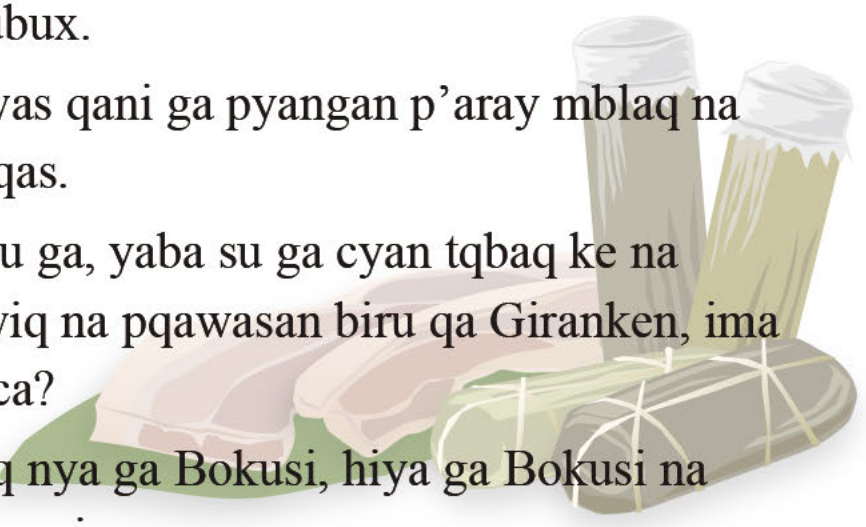 bux.
yas qani ga pyangan p’aray mblaq na
qas.
u ga, yaba su ga cyan tqbaq ke na
yiq na pqawasan biru qa Giranken, ima
ca?
q nya ga Bokusi, hiya ga Bokusi na